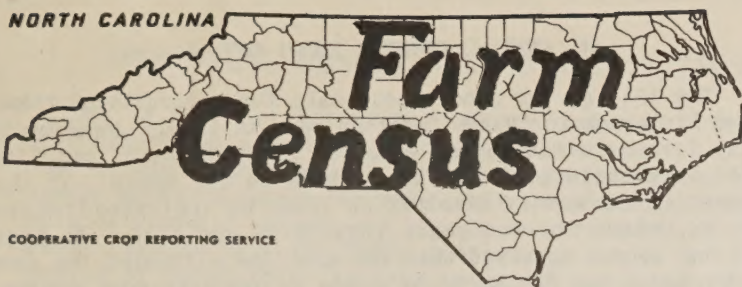 NORTH CAROLINA
Farm
Census
COOPERATIVE CROP REPORTING SERVICE